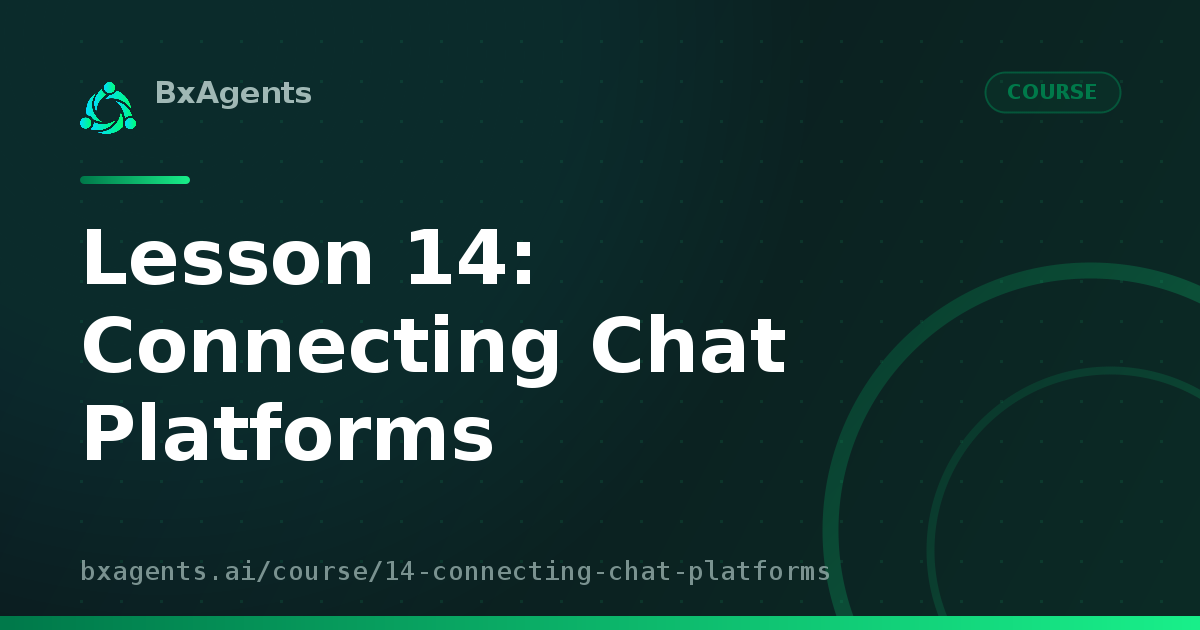 BxAgents
COURSE
Lesson 14:
Connecting Chat
Platforms
bxagents.ai/course/14-connecting-chat-platforms